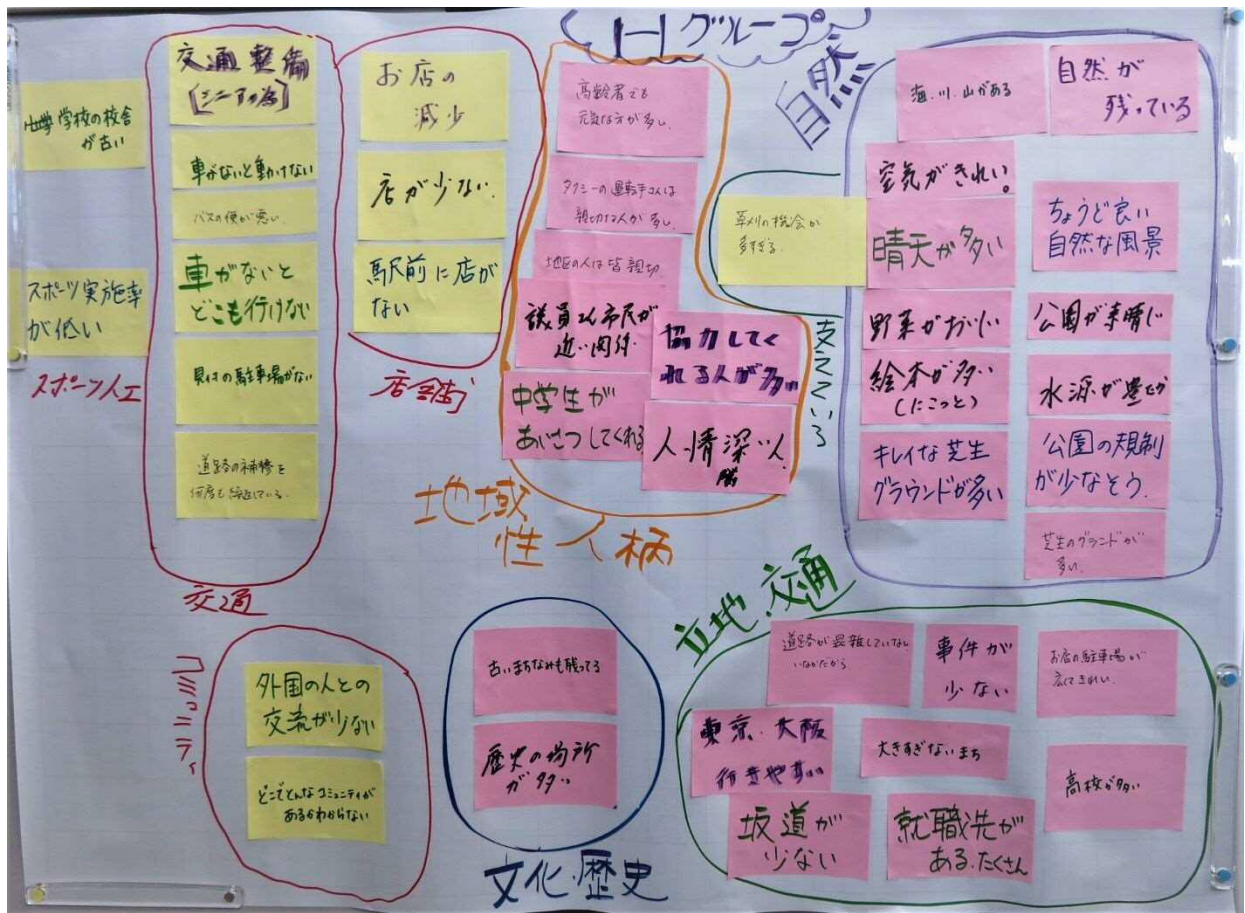 Hグループ
学校の校舎
が古い
スポーツ実施率
が低い
スポーツ人工
交通整備
[シニアの為]
車がないと動かけない
バスの便が悪い
車がないと
どこも行けない
の駐車場がない
道路の補修を
何度も
交通
お店の
減少
店が少ない.
駅前に店が
ない
店舗
高齢者でも
元気な方が多い.
タクシーの運転手さんは
親切な人が多い.
地区の人は皆親切
議員さん市民が
近い関係.
協力してく
れる人が多い
中学生が
あいさつしてくれる
人情深い人
地域
性人柄
草刈の機会が
多すぎる.
支えている
自然
海.川.山がある
自然が
残っている
空気がきれい。
晴天が多い
ちょうど良い
自然な風景
野菜がおいしい
公園が素晴し
絵本が多い
(にこっと)
水源が豊か
キレイな芝生
グラウンドが多い
公園の規制
が少なそう.
芝生のグランドが
多い.
コミュニティ
外国の人との
交流が少ない
どこでどんなコミュニティが
あるかわからない
古いまちなみも残ってる
歴史の場所
が多い
文化.歴史
立地.交通
道路が混雑していない
いなかだから
事件が
少ない
お店の駐車場が
広くてきれい.
東京.大阪
行きやすい
大きすぎないまち
高校が多い
坂道が
少ない
就職先が
ある.たくさん